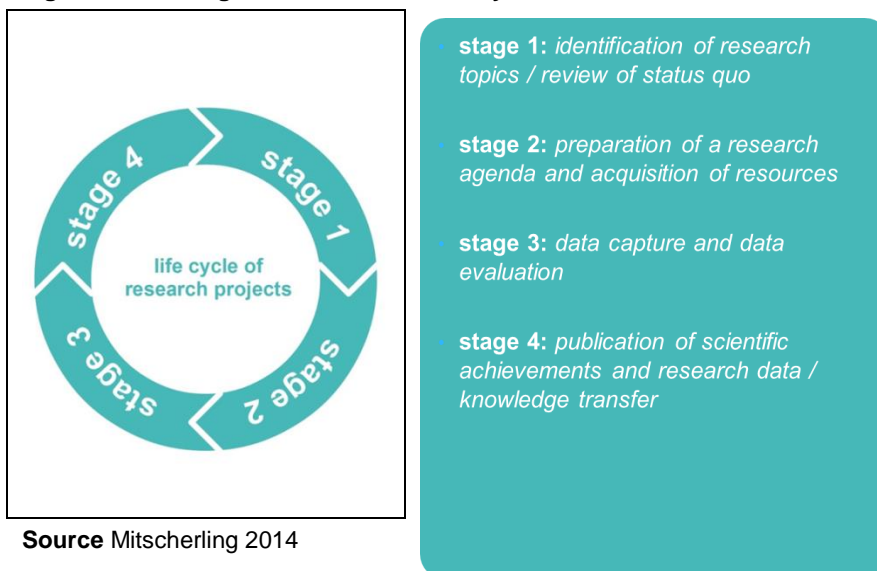 stage 4
stage 1
life cycle of
research projects
stage 3
stage 2
Source Mitscherling 2014
• stage 1: identification of research
topics / review of status quo
• stage 2: preparation of a research
agenda and acquisition of resources
• stage 3: data capture and data
evaluation
• stage 4: publication of scientific
achievements and research data /
knowledge transfer